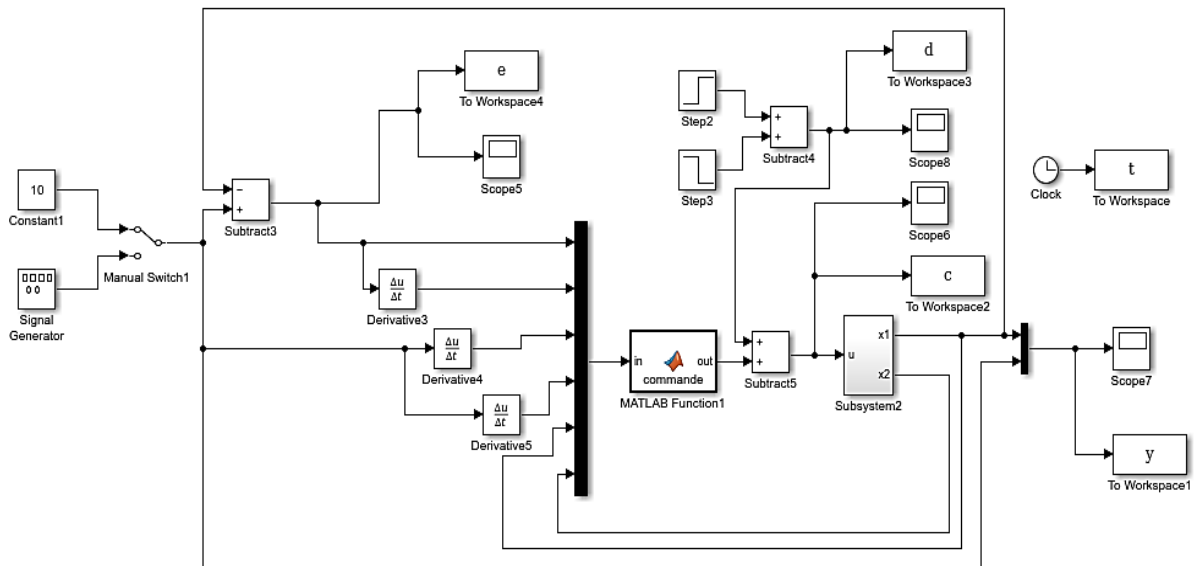 e
To Workspace4
Scope5
Step2
+
+
Subtract4
Step3
d
To Workspace3
Scope8
Clock
t
To Workspace
10
Constant1
Manual Switch1
Signal
Generator
−
+
Subtract3
Δu
Δt
Derivative3
Δu
Δt
Derivative4
Δu
Δt
Derivative5
in
out
commande
MATLAB Function1
+
+
Subtract5
Scope6
c
To Workspace2
u
x1
x2
Subsystem2
Scope7
y
To Workspace1